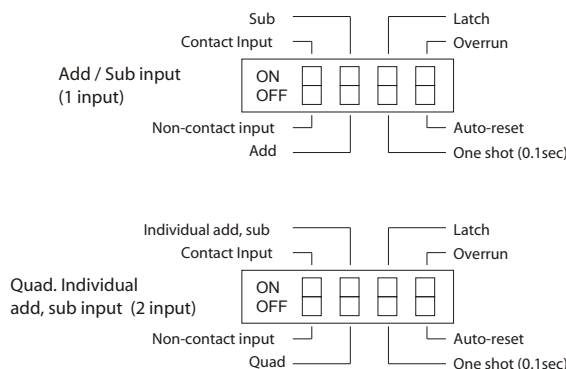 Sub
Latch
Contact Input
Overrun
Add / Sub input
(1 input)
ON
OFF
Non-contact input
Auto-reset
Add
One shot (0.1sec)
Individual add, sub
Latch
Contact Input
Overrun
Quad. Individual
add, sub input (2 input)
ON
OFF
Non-contact input
Auto-reset
Quad
One shot (0.1sec)